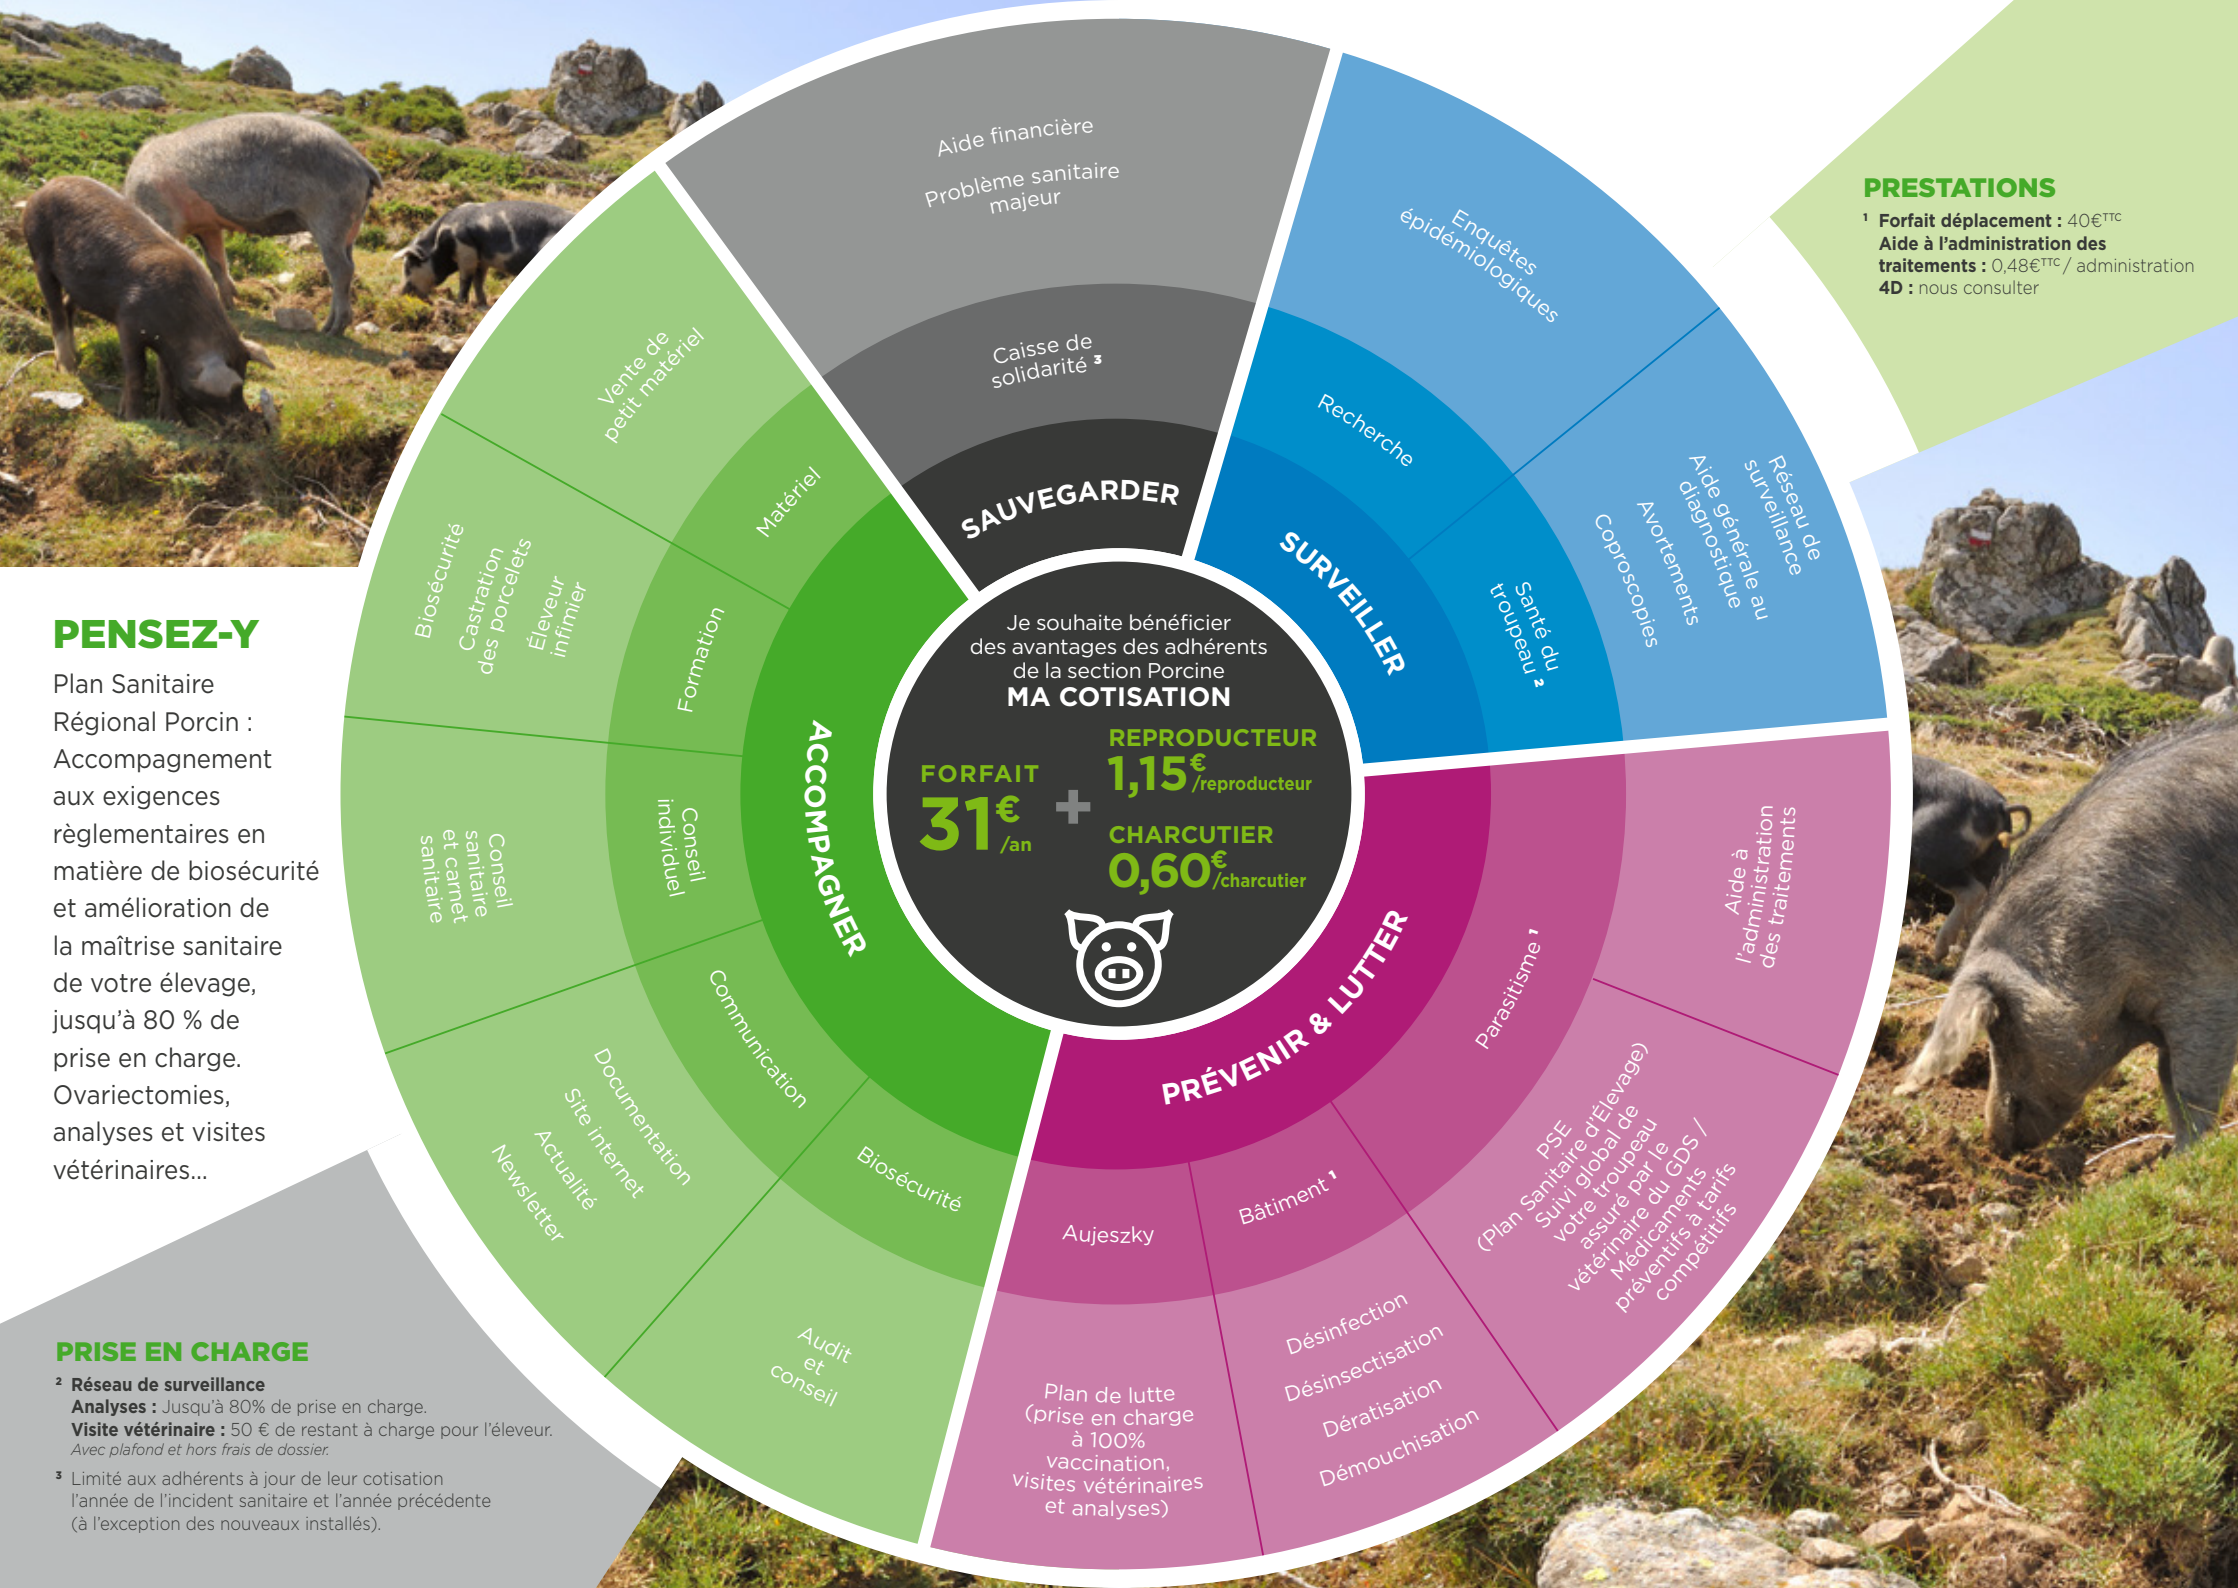 Aide financière
Problème sanitaire
majeur
Caisse de
solidarité ³
SAUVEGARDER
Enquêtes
épidémiologiques
Recherche
Réseau de
surveillance
Aide générale au
diagnostique
Avortements
Coproscopies
Santé du
troupeau ²
SURVEILLER
PRESTATIONS
¹ Forfait déplacement : 40€TTC
Aide à l'administration des
traitements : 0,48€TTC/ administration
4D : nous consulter
Vente de
petit matériel
Matériel
Biosécurité
Castration
des porcelets
Éleveur
infimier
Formation
Conseil
sanitaire
et carnet
sanitaire
Conseil
individuel
ACCOMPAGNER
Communication
Documentation
Site internet
Actualité
Newsletter
Biosécurité
Audit
et
conseil
Je souhaite bénéficier
des avantages des adhérents
de la section Porcine
MA COTISATION
FORFAIT
31€/an
+
REPRODUCTEUR
1,15€/reproducteur
CHARCUTIER
0,60€/charcutier
PRÉVENIR & LUTTER
Parasitisme ¹
Aide à
l'administration
des traitements
PSE
(Plan Sanitaire d'Élevage)
Suivi global de
votre troupeau
assuré par le
vétérinaire du GDS /
Médicaments
préventifs à tarifs
compétitifs
Bâtiment ¹
Désinfection
Désinsectisation
Dératisation
Démouchisation
Aujeszky
Plan de lutte
(prise en charge
à 100%
vaccination,
visites vétérinaires
et analyses)
PENSEZ-Y
Plan Sanitaire
Régional Porcin :
Accompagnement
aux exigences
règlementaires en
matière de biosécurité
et amélioration de
la maîtrise sanitaire
de votre élevage,
jusqu'à 80 % de
prise en charge.
Ovariectomies,
analyses et visites
vétérinaires...
PRISE EN CHARGE
² Réseau de surveillance
Analyses : Jusqu'à 80% de prise en charge.
Visite vétérinaire : 50 € de restant à charge pour l'éleveur.
Avec plafond et hors frais de dossier.
³ Limité aux adhérents à jour de leur cotisation
l'année de l'incident sanitaire et l'année précédente
(à l'exception des nouveaux installés).